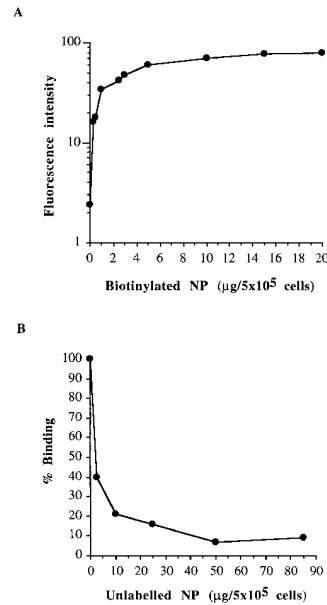 A
Fluorescence intensity
100
10
1
0 2 4 6 8 10 12 14 16 18 20
Biotinylated NP (µg/5x10⁵ cells)
B
% Binding
100
90
80
70
60
50
40
30
20
10
0
0 10 20 30 40 50 60 70 80 90
Unlabelled NP (µg/5x10⁵ cells)